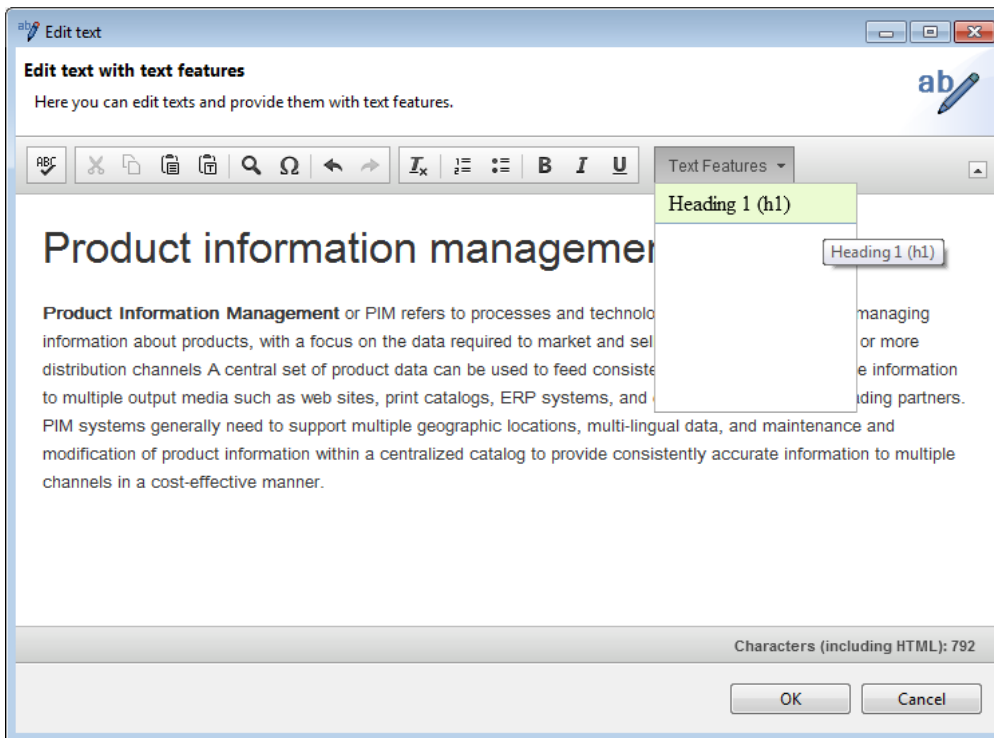 Edit text
Edit text with text features
Here you can edit texts and provide them with text features.
ab
ABC
Ω
Tx
B I U
Text Features
Heading 1 (h1)
Product information managemen
Heading 1 (h1)
Product Information Management or PIM refers to processes and technolo managing
information about products, with a focus on the data required to market and sel or more
distribution channels A central set of product data can be used to feed consiste e information
to multiple output media such as web sites, print catalogs, ERP systems, and ding partners.
PIM systems generally need to support multiple geographic locations, multi-lingual data, and maintenance and
modification of product information within a centralized catalog to provide consistently accurate information to multiple
channels in a cost-effective manner.
Characters (including HTML): 792
OK Cancel